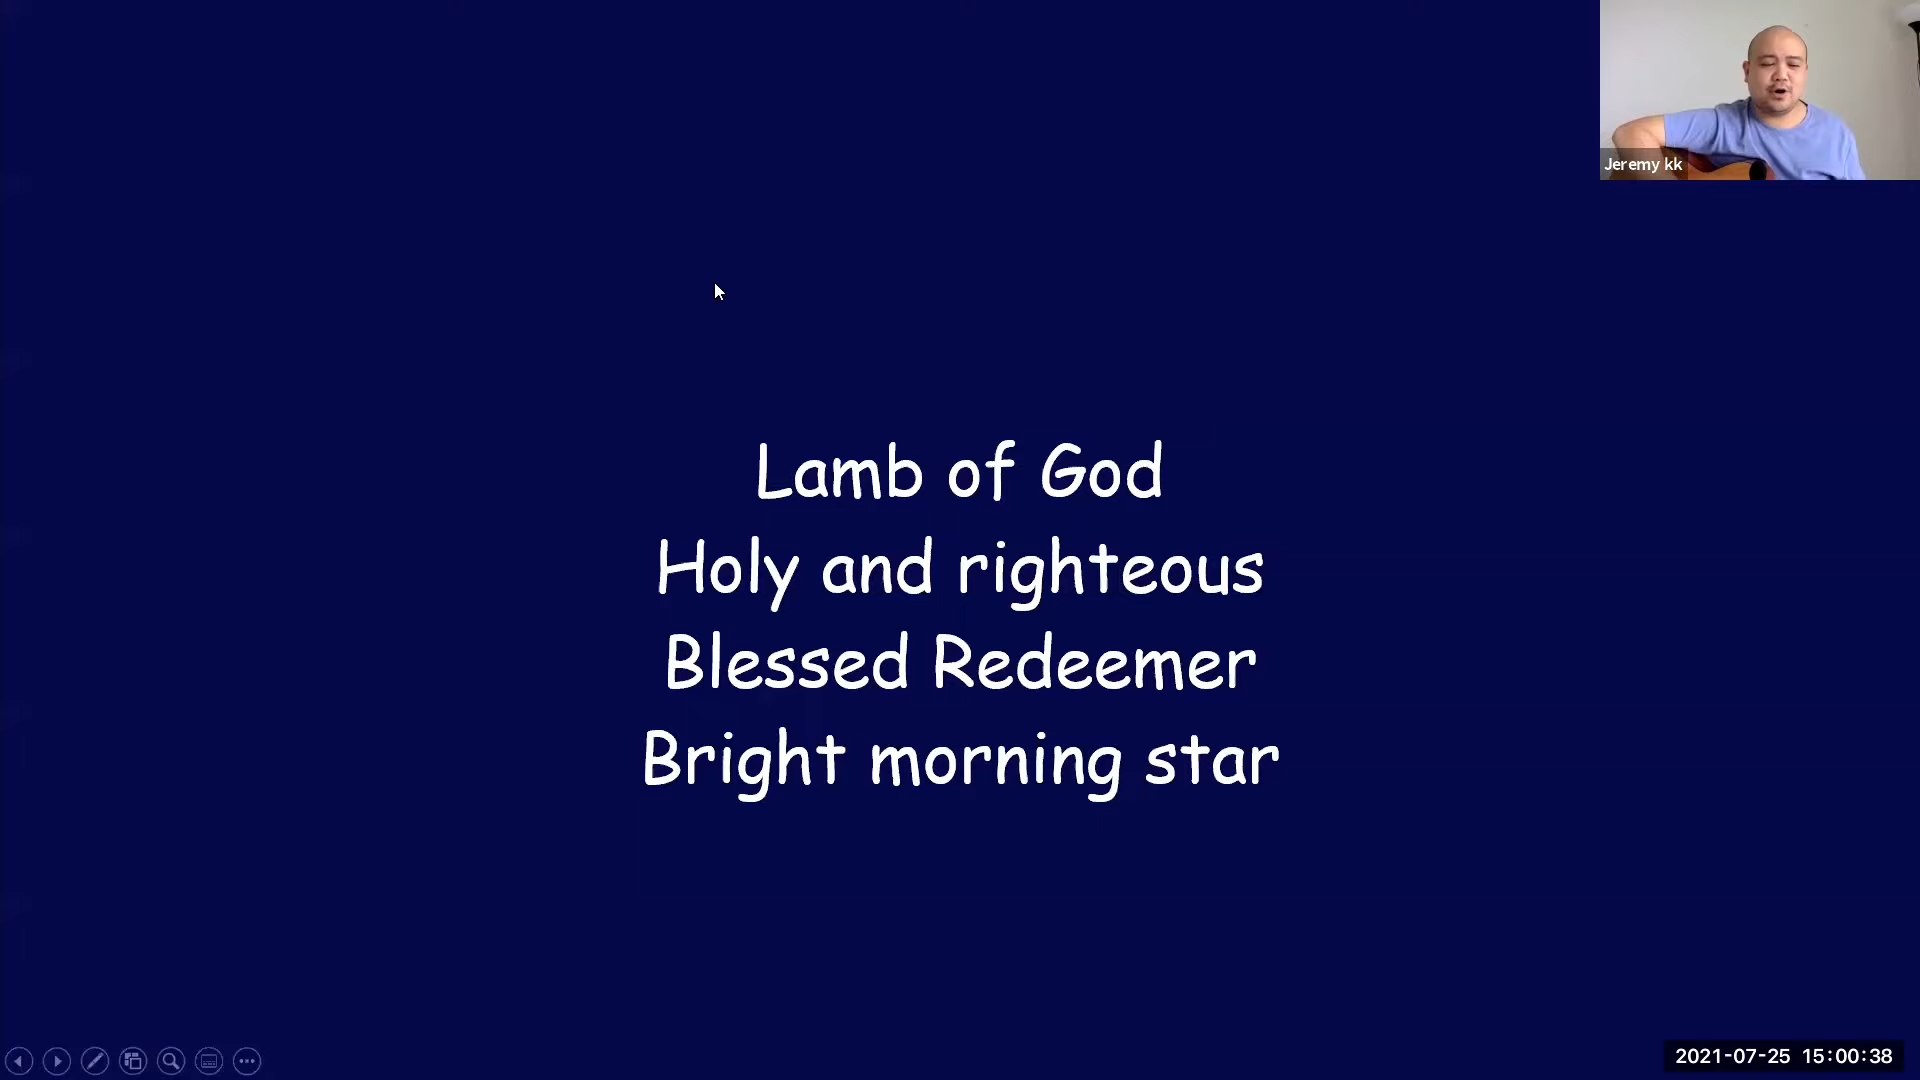 Jeremy kk
Lamb of God
Holy and righteous
Blessed Redeemer
Bright morning star
2021-07-25 15:00:38